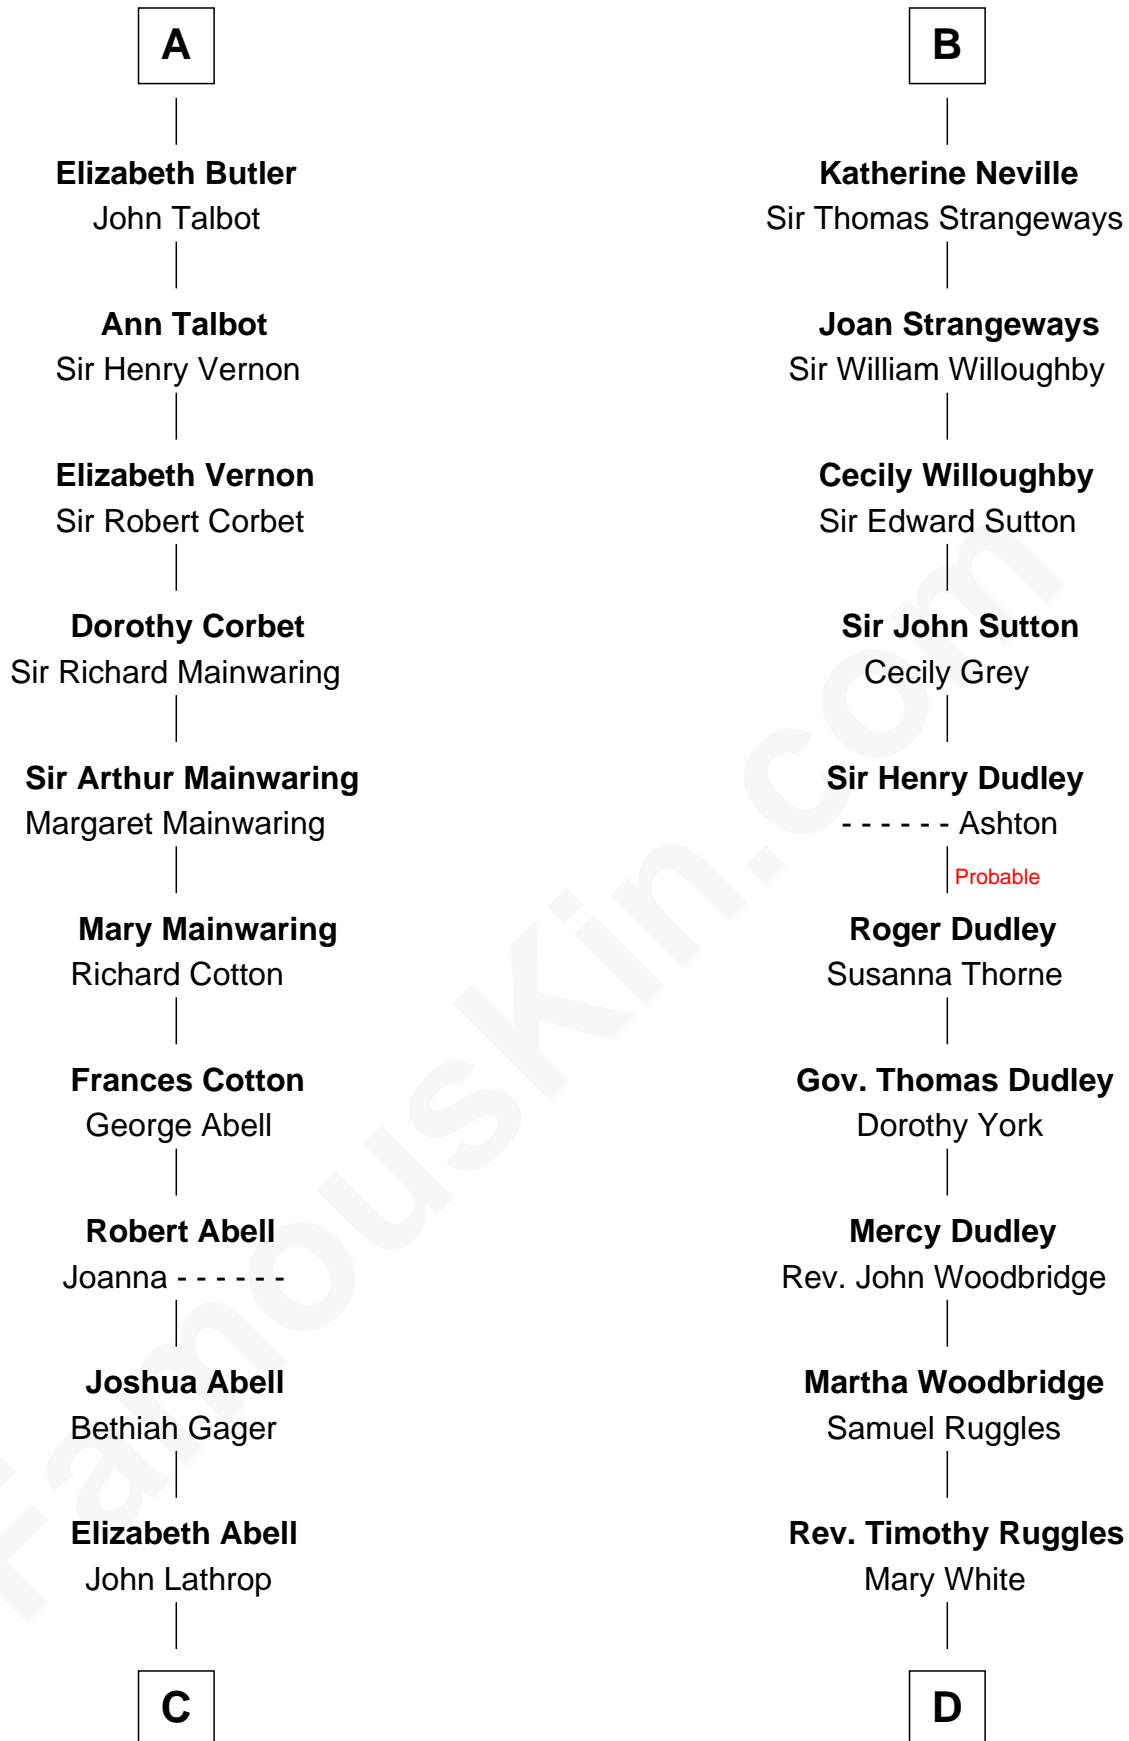 A
Elizabeth Butler
John Talbot
Ann Talbot
Sir Henry Vernon
Elizabeth Vernon
Sir Robert Corbet
Dorothy Corbet
Sir Richard Mainwaring
Sir Arthur Mainwaring
Margaret Mainwaring
Mary Mainwaring
Richard Cotton
Frances Cotton
George Abell
Robert Abell
Joanna - - - - - -
Joshua Abell
Bethiah Gager
Elizabeth Abell
John Lathrop
C
B
Katherine Neville
Sir Thomas Strangeways
Joan Strangeways
Sir William Willoughby
Cecily Willoughby
Sir Edward Sutton
Sir John Sutton
Cecily Grey
Sir Henry Dudley
- - - - - - Ashton
Probable
Roger Dudley
Susanna Thorne
Gov. Thomas Dudley
Dorothy York
Mercy Dudley
Rev. John Woodbridge
Martha Woodbridge
Samuel Ruggles
Rev. Timothy Ruggles
Mary White
D
FamousKin.com